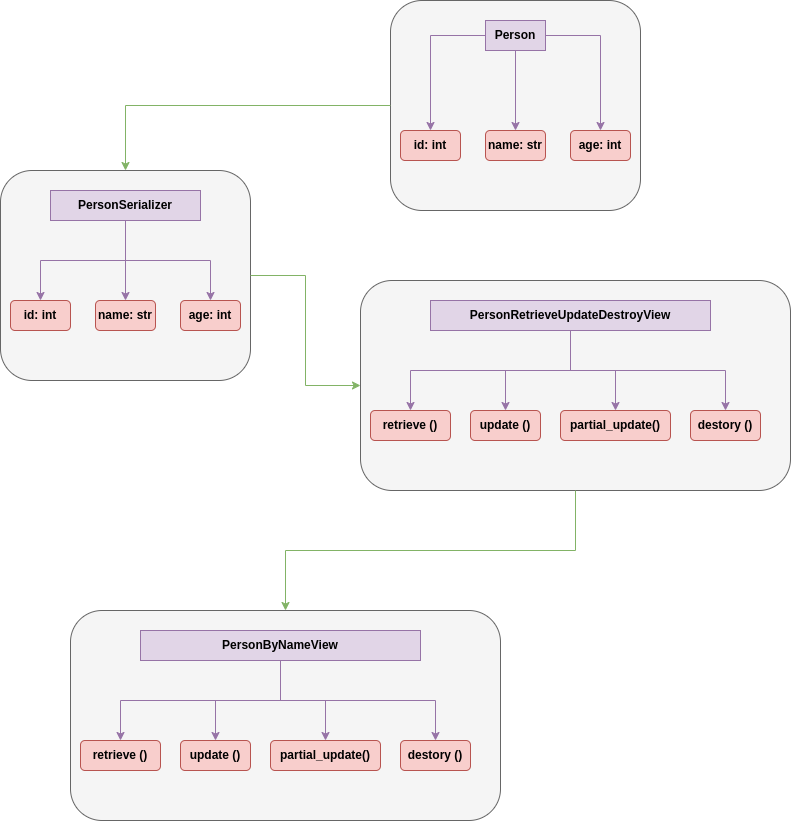 Person
id: int
name: str
age: int
PersonSerializer
id: int
name: str
age: int
PersonRetrieveUpdateDestroyView
retrieve ()
update ()
partial_update()
destory ()
PersonByNameView
retrieve ()
update ()
partial_update()
destory ()